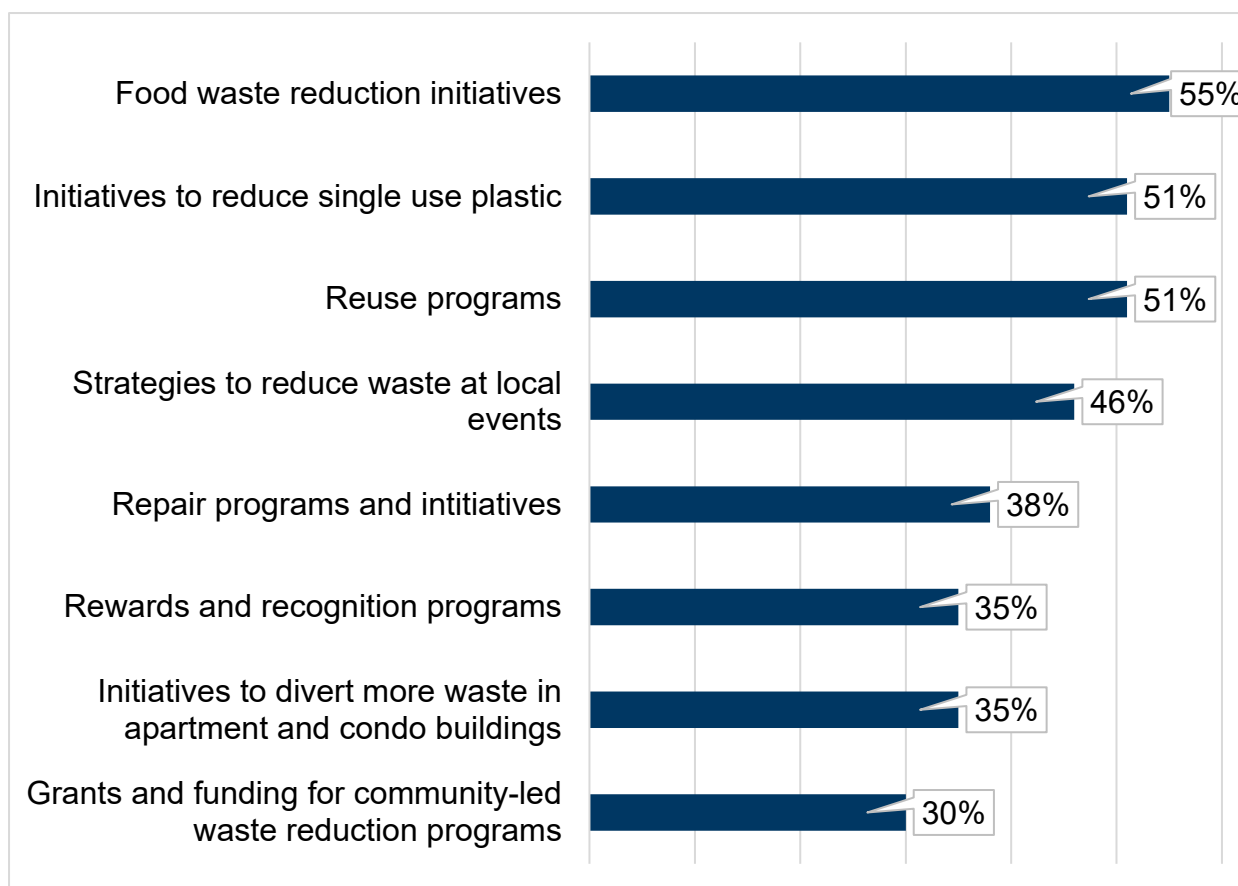 Food waste reduction initiatives
55%
Initiatives to reduce single use plastic
51%
Reuse programs
51%
Strategies to reduce waste at local
events
46%
Repair programs and intitiatives
38%
Rewards and recognition programs
35%
Initiatives to divert more waste in
apartment and condo buildings
35%
Grants and funding for community-led
waste reduction programs
30%